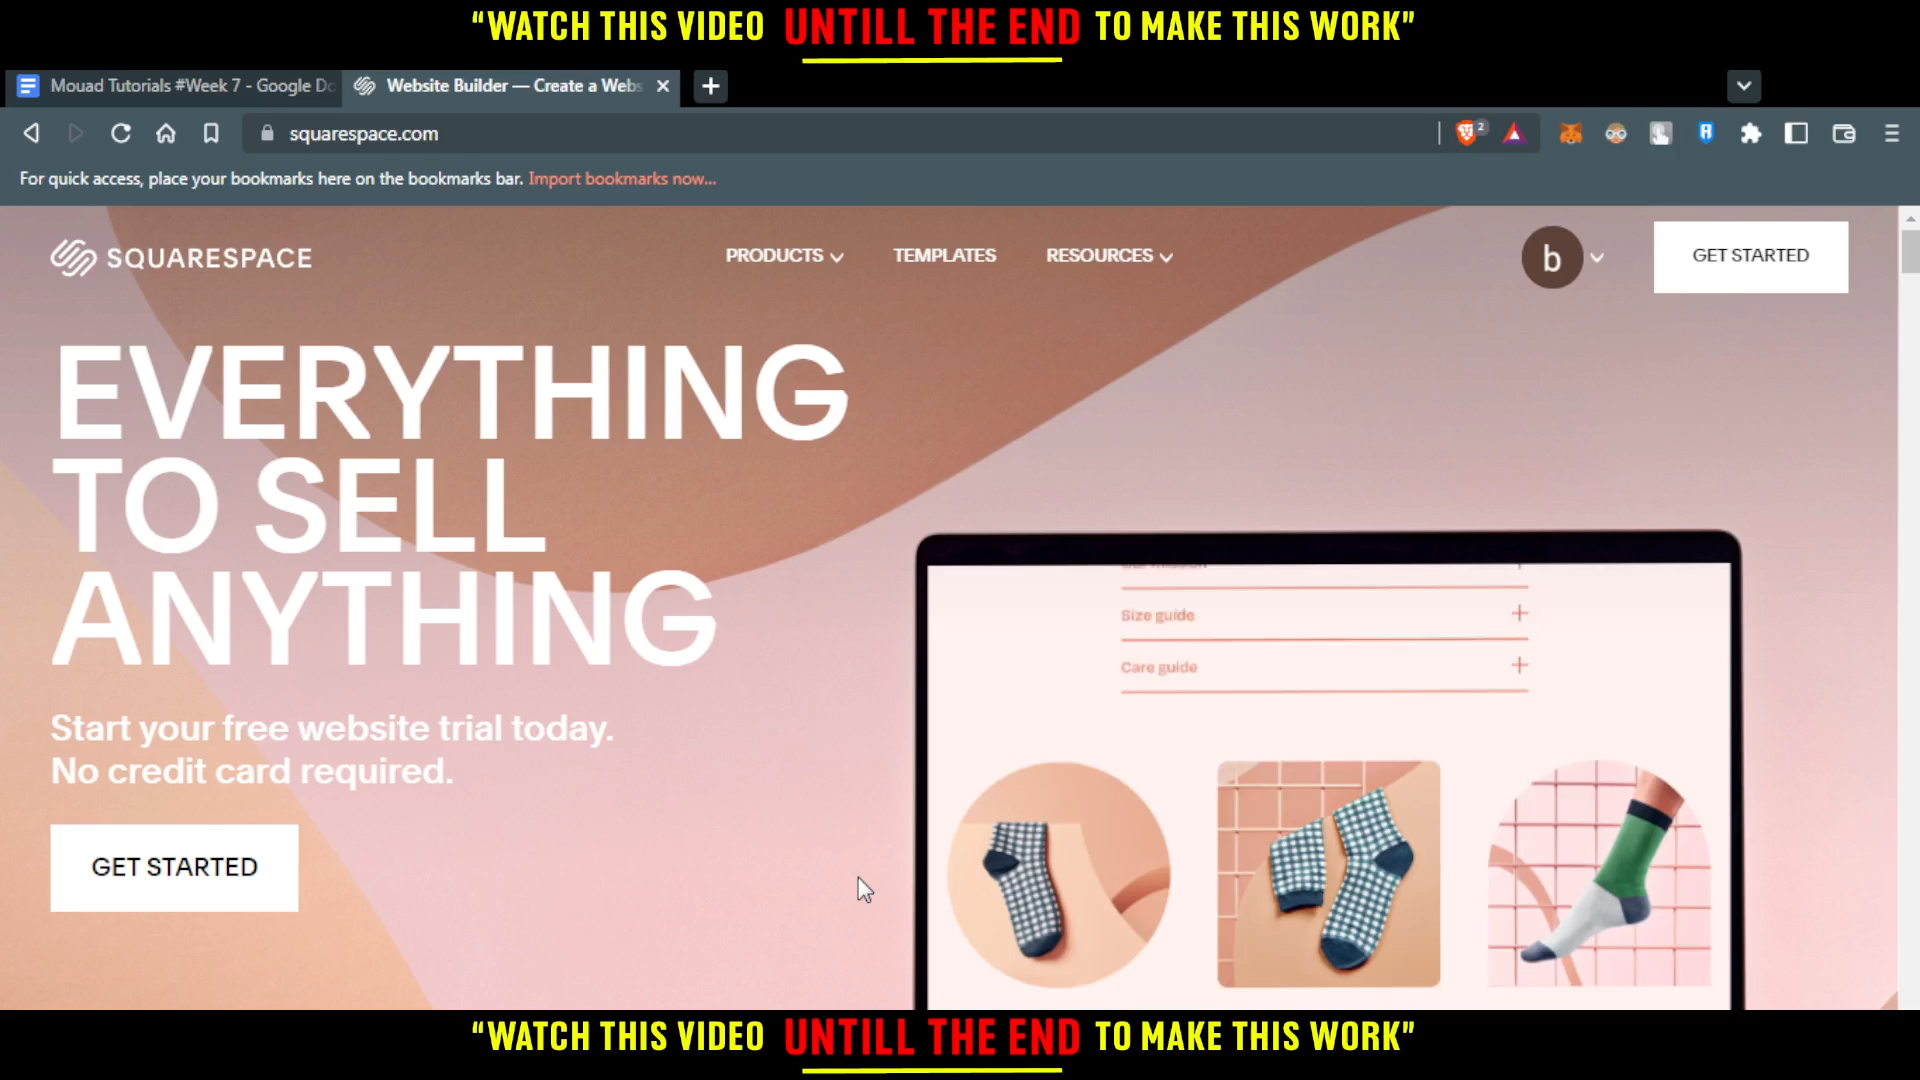 “WATCH THIS VIDEO UNTILL THE END TO MAKE THIS WORK”
Mouad Tutorials #Week 7 - Google Do
Website Builder — Create a Webs
squarespace.com
2
For quick access, place your bookmarks here on the bookmarks bar. Import bookmarks now...
SQUARESPACE
PRODUCTS
TEMPLATES
RESOURCES
b
GET STARTED
EVERYTHING
TO SELL
ANYTHING
Start your free website trial today.
No credit card required.
GET STARTED
Size guide
Care guide
“WATCH THIS VIDEO UNTILL THE END TO MAKE THIS WORK”